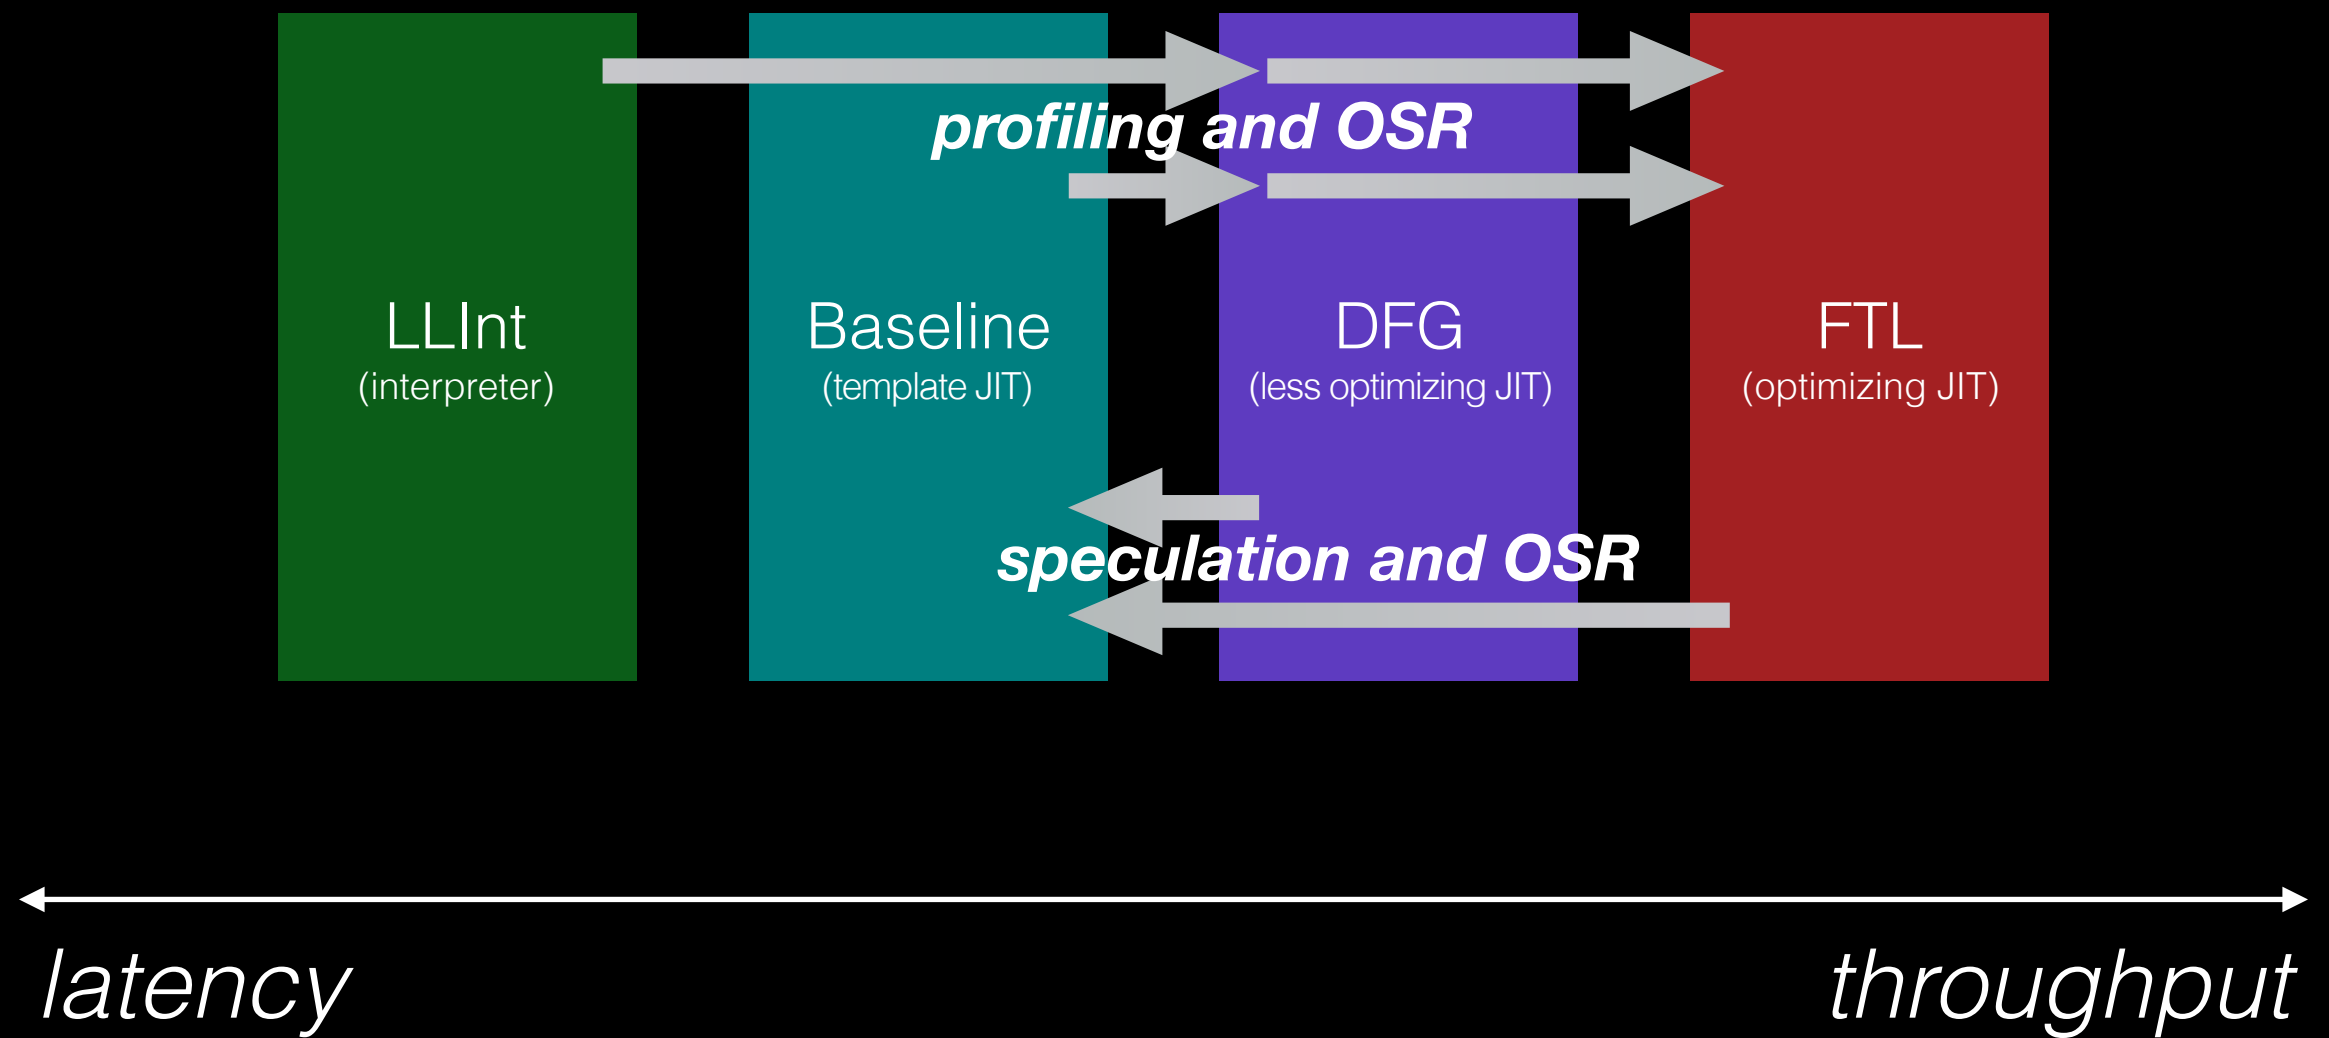 profiling and OSR
LLInt
(interpreter)
Baseline
(template JIT)
DFG
(less optimizing JIT)
FTL
(optimizing JIT)
speculation and OSR
latency
throughput